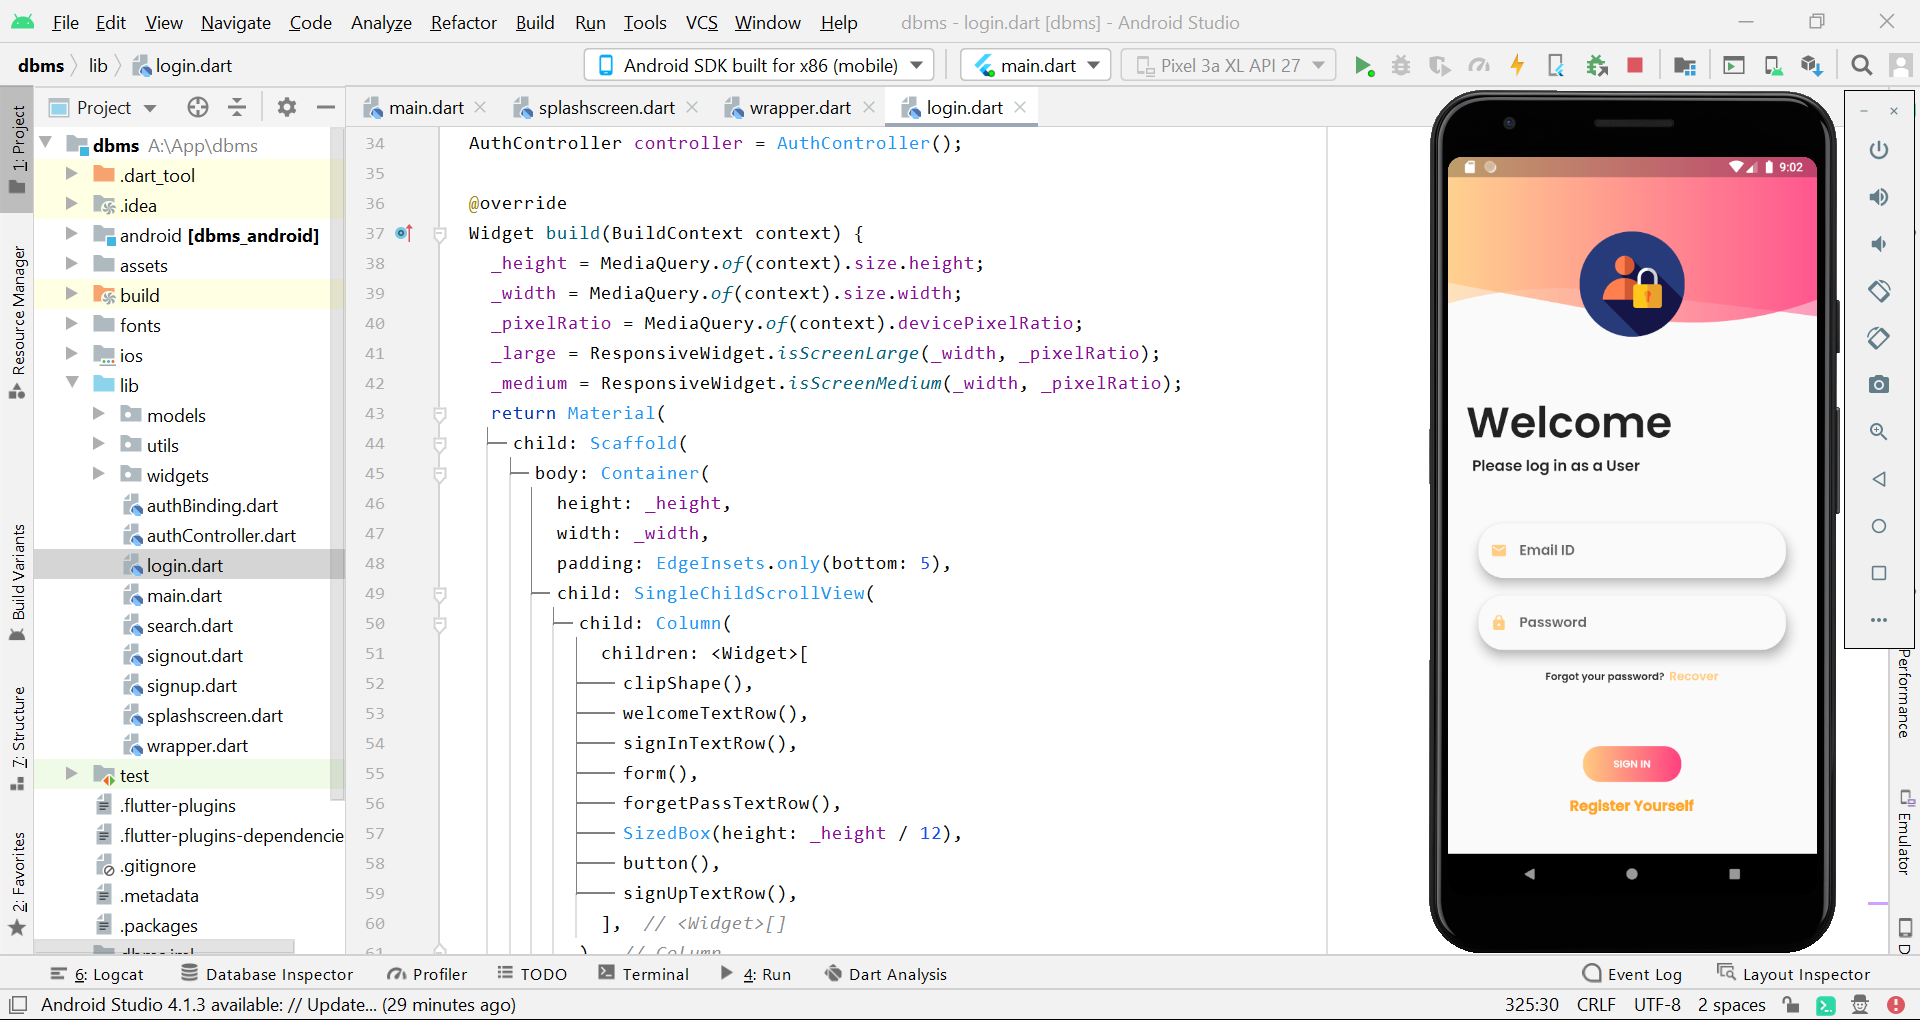 File Edit View Navigate Code Analyze Refactor Build Run Tools VCS Window Help dbms - login.dart [dbms] - Android Studio
dbms lib login.dart Android SDK built for x86 (mobile) main.dart Pixel 3a XL API 27
Project
main.dart splashscreen.dart wrapper.dart login.dart
1: Project
Resource Manager
Build Variants
7: Structure
2: Favorites
dbms A:\App\dbms
.dart_tool
.idea
android [dbms_android]
assets
build
fonts
ios
lib
models
utils
widgets
authBinding.dart
authController.dart
login.dart
main.dart
search.dart
signout.dart
signup.dart
splashscreen.dart
wrapper.dart
test
.flutter-plugins
.flutter-plugins-dependencie
.gitignore
.metadata
.packages
34 AuthController controller = AuthController();
35
36 @override
37 Widget build(BuildContext context) {
38 _height = MediaQuery.of(context).size.height;
39 _width = MediaQuery.of(context).size.width;
40 _pixelRatio = MediaQuery.of(context).devicePixelRatio;
41 _large = ResponsiveWidget.isScreenLarge(_width, _pixelRatio);
42 _medium = ResponsiveWidget.isScreenMedium(_width, _pixelRatio);
43 return Material(
44 child: Scaffold(
45 body: Container(
46 height: _height,
47 width: _width,
48 padding: EdgeInsets.only(bottom: 5),
49 child: SingleChildScrollView(
50 child: Column(
51 children: <Widget>[
52 clipShape(),
53 welcomeTextRow(),
54 signInTextRow(),
55 form(),
56 forgetPassTextRow(),
57 SizedBox(height: _height / 12),
58 button(),
59 signUpTextRow(),
60 ], // <Widget>[]
61 ) // Column
9:02
Welcome
Please log in as a User
Email ID
Password
Forgot your password? Recover
SIGN IN
Register Yourself
Performance
Emulator
6: Logcat Database Inspector Profiler TODO Terminal 4: Run Dart Analysis Event Log Layout Inspector
Android Studio 4.1.3 available: // Update... (29 minutes ago) 325:30 CRLF UTF-8 2 spaces